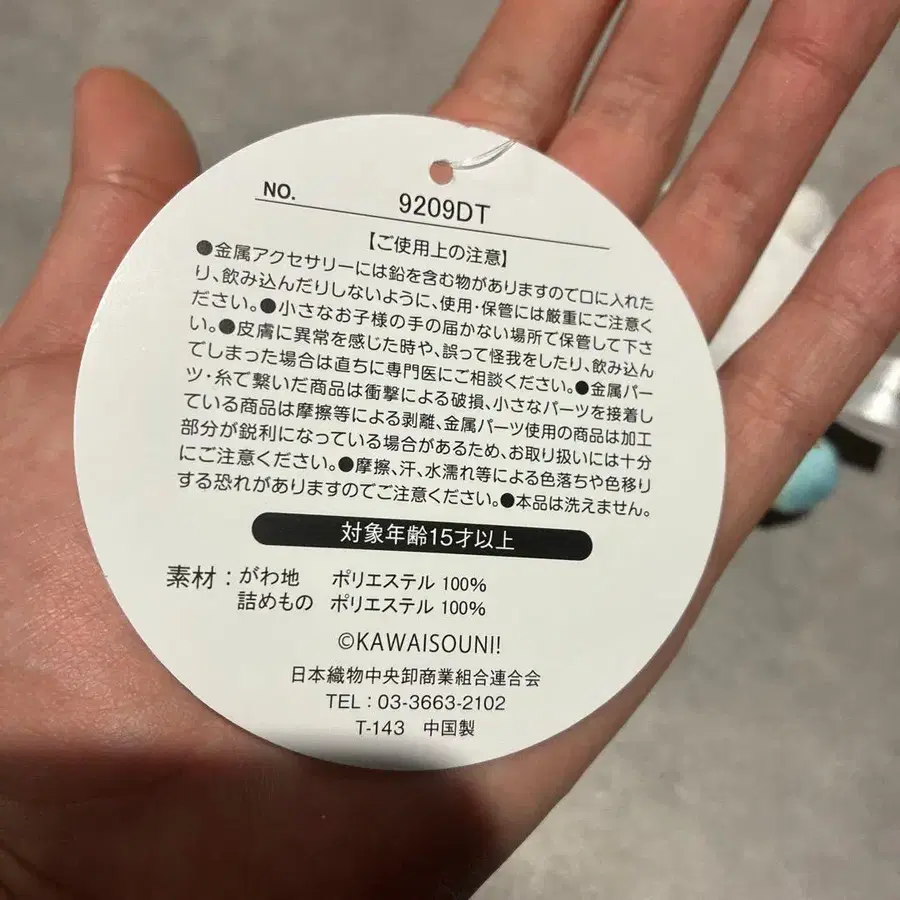 NO. 9209DT
【ご使用上の注意】
●金属アクセサリーには鉛を含む物がありますので口に入れた
り、飲み込んだりしないように、使用・保管には厳重にご注意く
ださい。●小さなお子様の手の届かない場所で保管して下さ
い。●皮膚に異常を感じた時や、誤って怪我をしたり、飲み込ん
でしまった場合は直ちに専門医にご相談ください。●金属パー
ツ・糸で繋いだ商品は衝撃による破損、小さなパーツを接着し
ている商品は摩擦等による剥離、金属パーツ使用の商品は加工
部分が鋭利になっている場合があるため、お取り扱いには十分
にご注意ください。●摩擦、汗、水濡れ等による色落ちや色移り
する恐れがありますのでご注意ください。●本品は洗えません。
対象年齢15才以上
素材：がわ地 ポリエステル 100%
詰めもの ポリエステル 100%
©KAWAISOUNI!
日本織物中央卸商業組合連合会
TEL：03-3663-2102
T-143 中国製